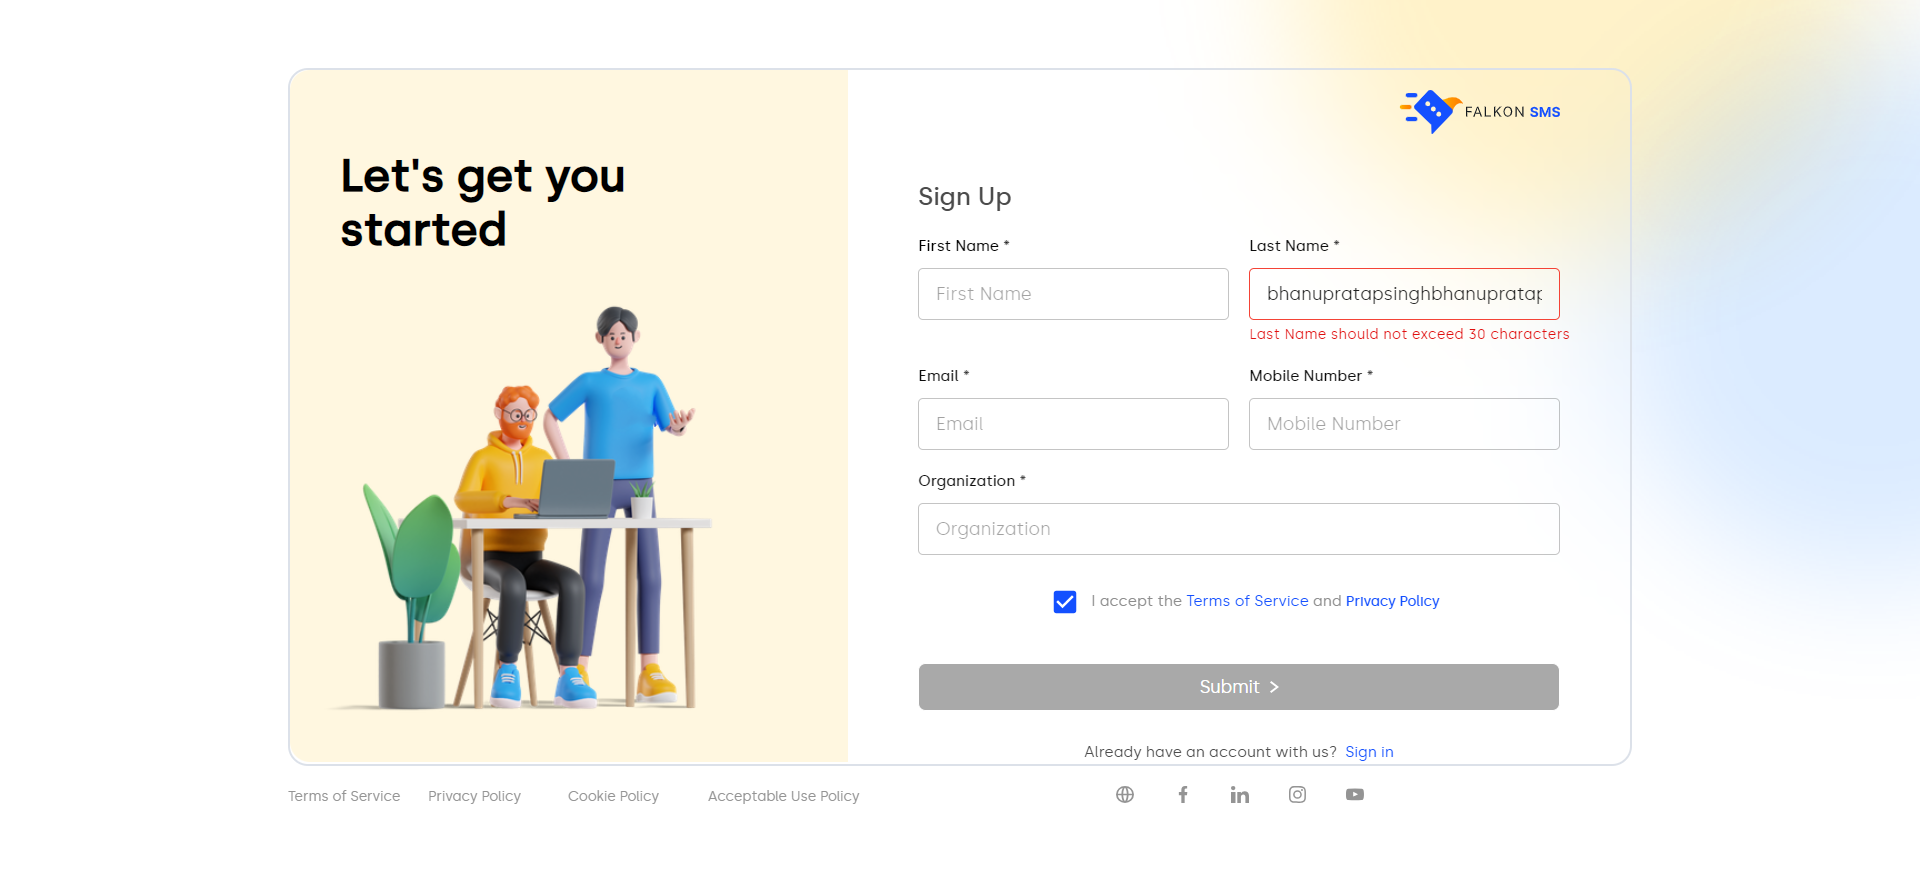 FALKON SMS
Let's get you
started
Sign Up
First Name *
Last Name *
First Name
bhanupratapsinghbhanupratap
Last Name should not exceed 30 characters
Email *
Mobile Number *
Email
Mobile Number
Organization *
Organization
I accept the Terms of Service and Privacy Policy
Submit >
Already have an account with us? Sign in
Terms of Service
Privacy Policy
Cookie Policy
Acceptable Use Policy